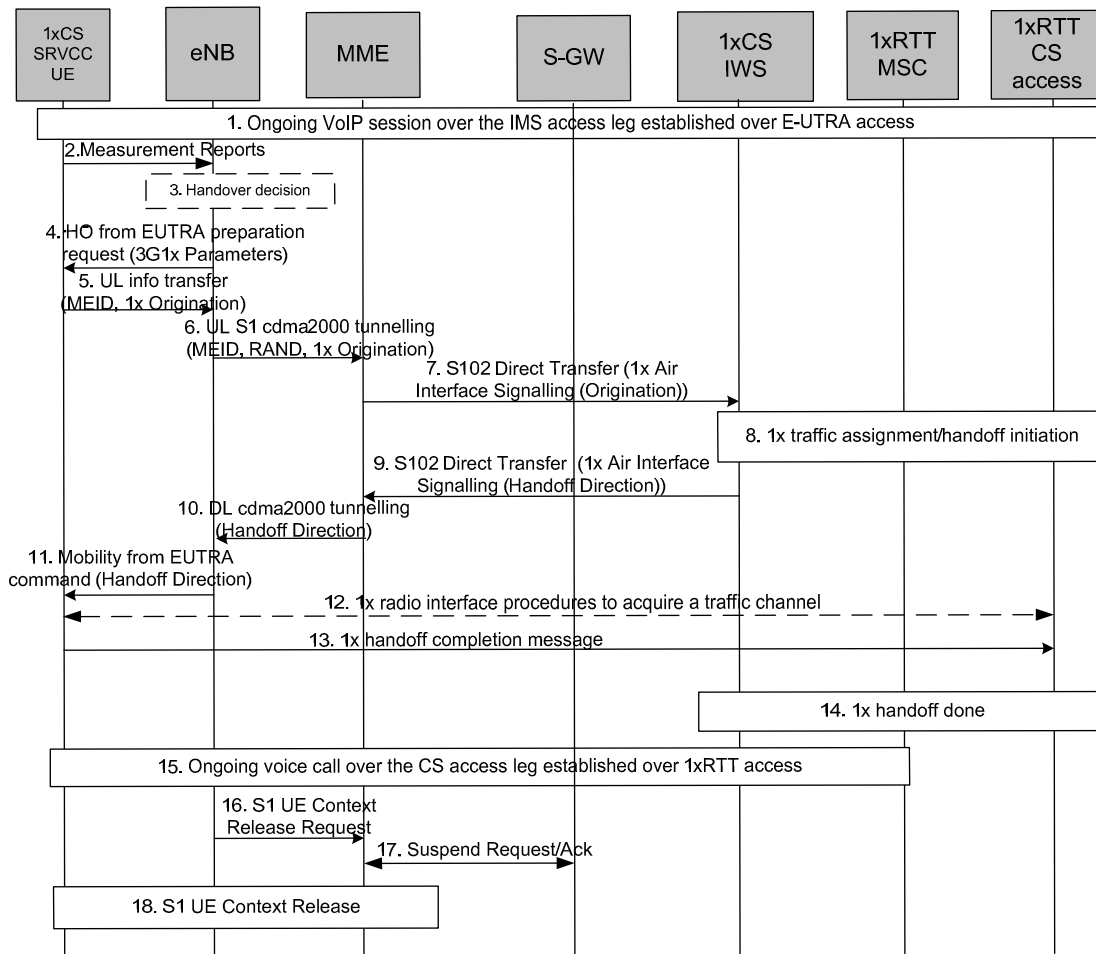 1xCS
SRVCC
UE
eNB
MME
S-GW
1xCS
IWS
1xRTT
MSC
1xRTT
CS
access
1. Ongoing VoIP session over the IMS access leg established over E-UTRA access
2.Measurement Reports
3. Handover decision
4. HO from EUTRA preparation
request (3G1x Parameters)
5. UL info transfer
(MEID, 1x Origination)
6. UL S1 cdma2000 tunnelling
(MEID, RAND, 1x Origination)
7. S102 Direct Transfer (1x Air
Interface Signalling (Origination))
8. 1x traffic assignment/handoff initiation
9. S102 Direct Transfer (1x Air Interface
Signalling (Handoff Direction))
10. DL cdma2000 tunnelling
(Handoff Direction)
11. Mobility from EUTRA
command (Handoff Direction)
12. 1x radio interface procedures to acquire a traffic channel
13. 1x handoff completion message
14. 1x handoff done
15. Ongoing voice call over the CS access leg established over 1xRTT access
16. S1 UE Context
Release Request
17. Suspend Request/Ack
18. S1 UE Context Release